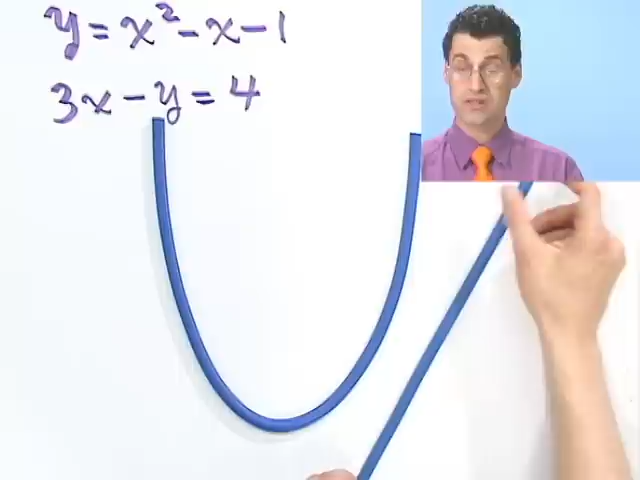 y = x² - x - 1
3x - y = 4